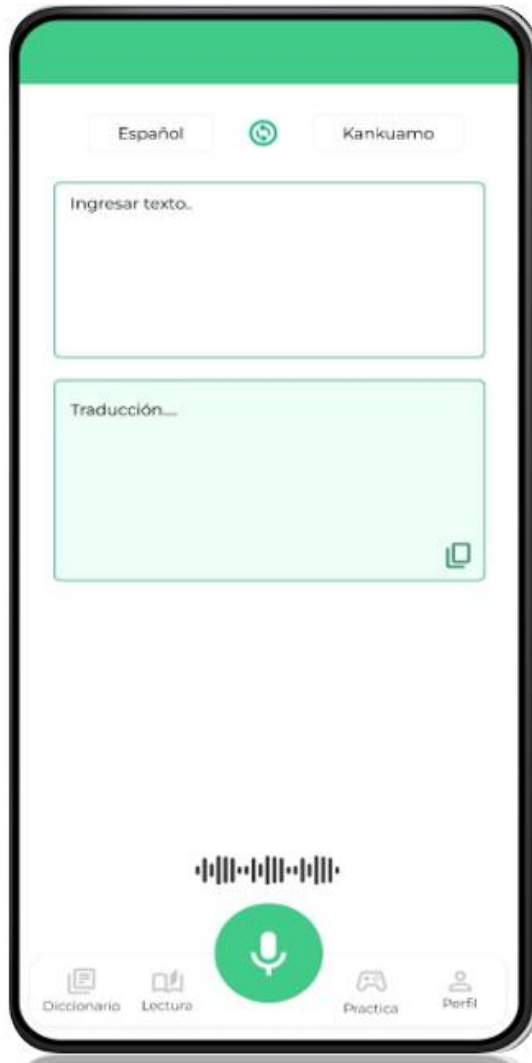 Español Kankuamo
Ingresar texto..
Traducción....
Diccionario Lectura Practica Perfil